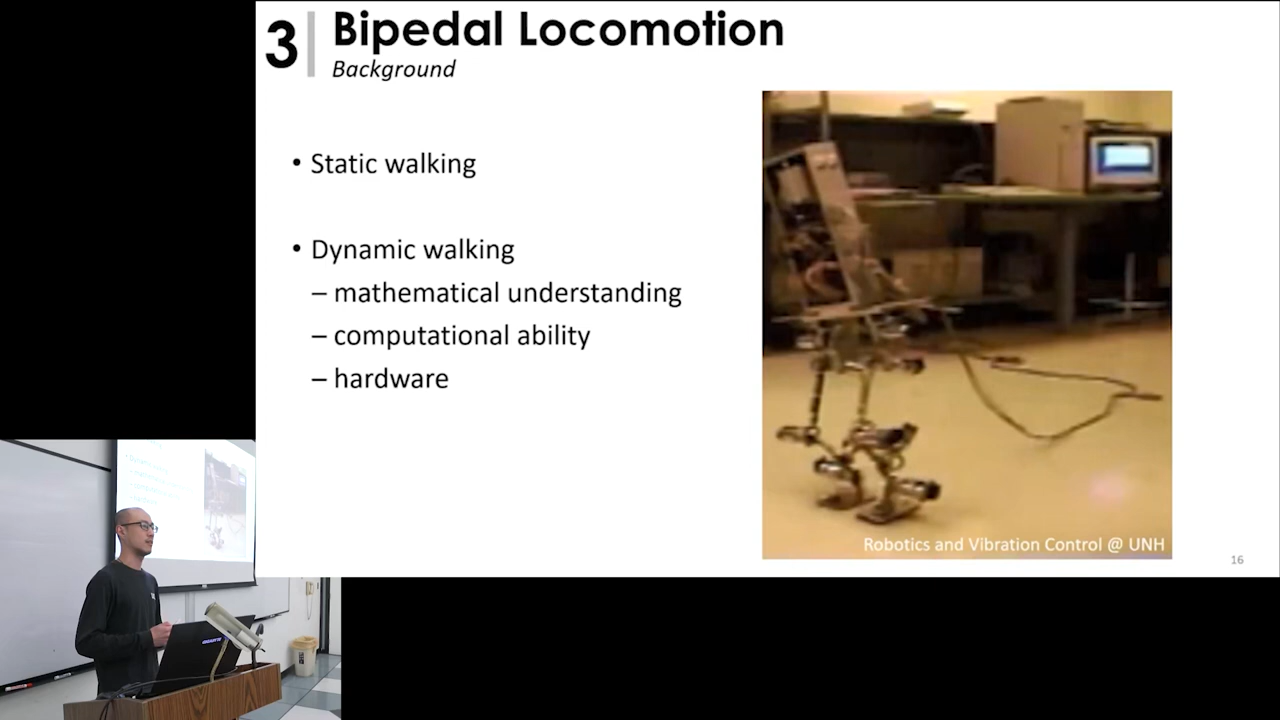 3
Bipedal Locomotion
Background
• Static walking
• Dynamic walking
– mathematical understanding
– computational ability
– hardware
Robotics and Vibration Control @ UNH
16